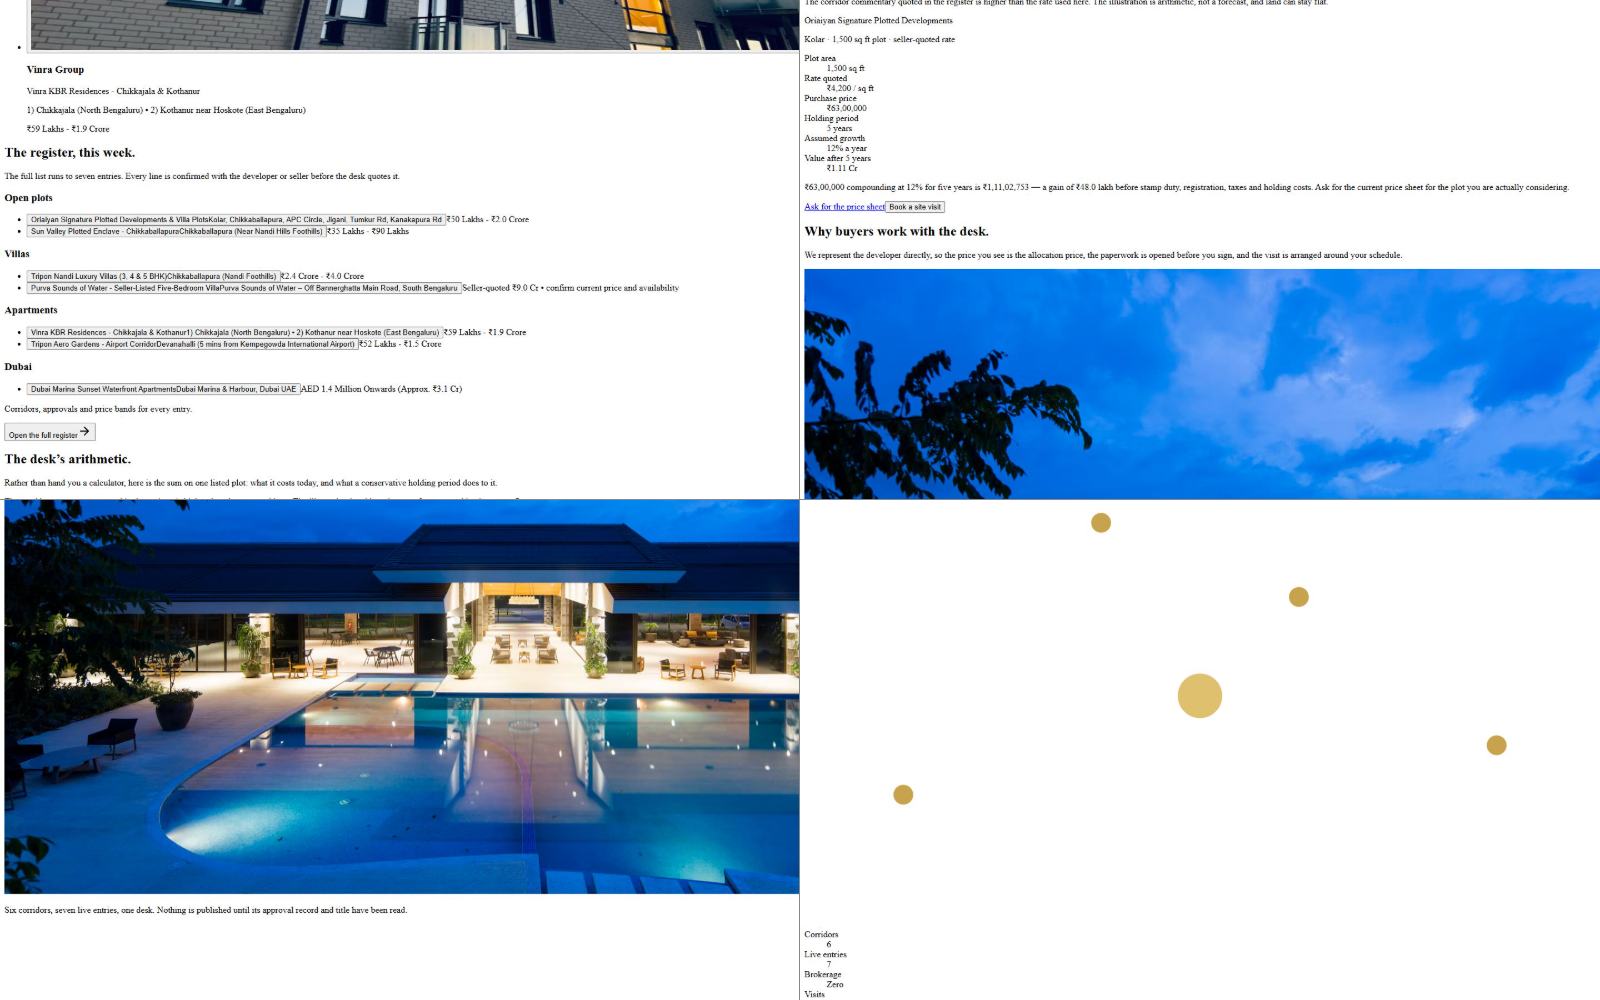 Vinra Group
Vinra KBR Residences - Chikkajala & Kothanur
1) Chikkajala (North Bengaluru) • 2) Kothanur near Hoskote (East Bengaluru)
₹59 Lakhs - ₹1.9 Crore
The register, this week.
The full list runs to seven entries. Every line is confirmed with the developer or seller before the desk quotes it.
Open plots
Oriaiyan Signature Plotted Developments & Villa PlotsKolar, Chikkaballapura, APC Circle, Jigani, Tumkur Rd, Kanakapura Rd ₹50 Lakhs - ₹2.0 Crore
Sun Valley Plotted Enclave - ChikkaballapuraChikkaballapura (Near Nandi Hills Foothills) ₹35 Lakhs - ₹90 Lakhs
Villas
Tripon Nandi Luxury Villas (3, 4 & 5 BHK)Chikkaballapura (Nandi Foothills) ₹2.4 Crore - ₹4.0 Crore
Purva Sounds of Water - Seller-Listed Five-Bedroom VillaPurva Sounds of Water – Off Bannerghatta Main Road, South Bengaluru Seller-quoted ₹9.0 Cr • confirm current price and availability
Apartments
Vinra KBR Residences - Chikkajala & Kothanur1) Chikkajala (North Bengaluru) • 2) Kothanur near Hoskote (East Bengaluru) ₹59 Lakhs - ₹1.9 Crore
Tripon Aero Gardens - Airport CorridorDevanahalli (5 mins from Kempegowda International Airport) ₹52 Lakhs - ₹1.5 Crore
Dubai
Dubai Marina Sunset Waterfront ApartmentsDubai Marina & Harbour, Dubai UAE AED 1.4 Million Onwards (Approx. ₹3.1 Cr)
Corridors, approvals and price bands for every entry.
Open the full register
The desk’s arithmetic.
Rather than hand you a calculator, here is the sum on one listed plot: what it costs today, and what a conservative holding period does to it.
The corridor commentary quoted in the register is higher than the rate used here. The illustration is arithmetic, not a forecast, and land can stay flat.
Oriaiyan Signature Plotted Developments
Kolar · 1,500 sq ft plot · seller-quoted rate
Plot area
1,500 sq ft
Rate quoted
₹4,200 / sq ft
Purchase price
₹63,00,000
Holding period
5 years
Assumed growth
12% a year
Value after 5 years
₹1.11 Cr
₹63,00,000 compounding at 12% for five years is ₹1,11,02,753 — a gain of ₹48.0 lakh before stamp duty, registration, taxes and holding costs. Ask for the current price sheet for the plot you are actually considering.
Ask for the price sheet Book a site visit
Why buyers work with the desk.
We represent the developer directly, so the price you see is the allocation price, the paperwork is opened before you sign, and the visit is arranged around your schedule.
Six corridors, seven live entries, one desk. Nothing is published until its approval record and title have been read.
Corridors
6
Live entries
7
Brokerage
Zero
Visits